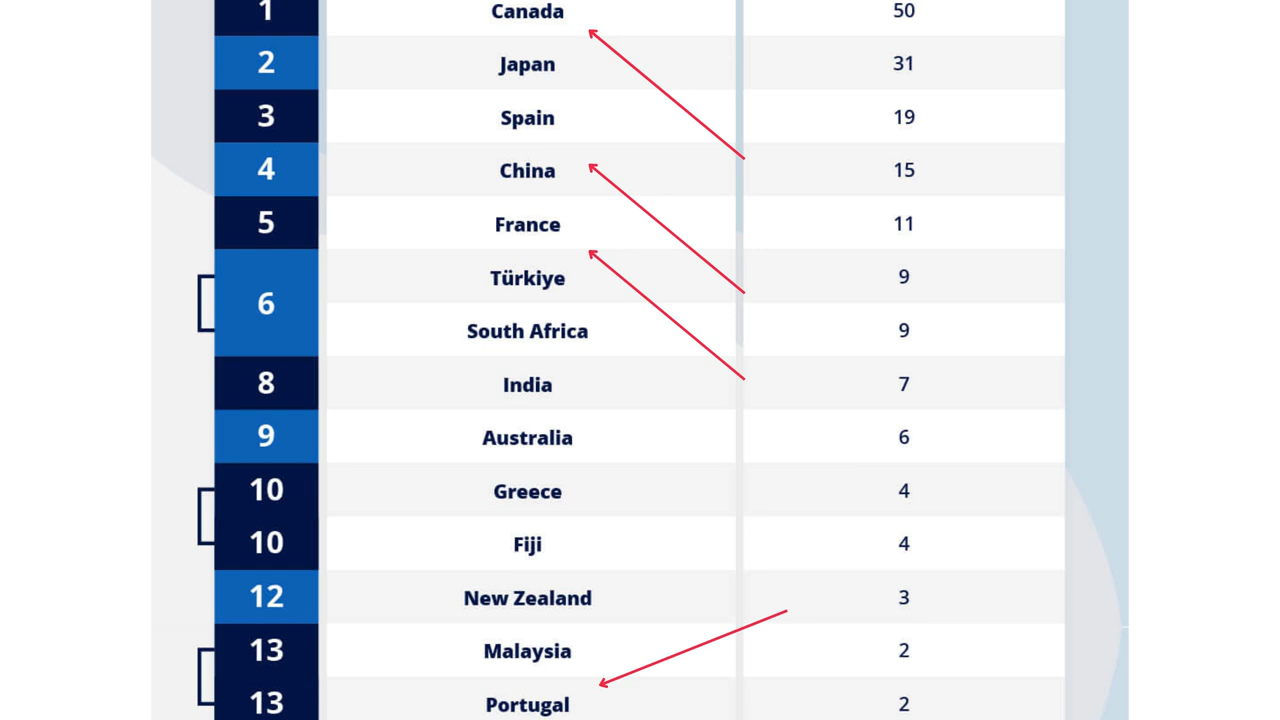 1 Canada 50
2 Japan 31
3 Spain 19
4 China 15
5 France 11
6 Türkiye 9
South Africa 9
8 India 7
9 Australia 6
10 Greece 4
10 Fiji 4
12 New Zealand 3
13 Malaysia 2
13 Portugal 2